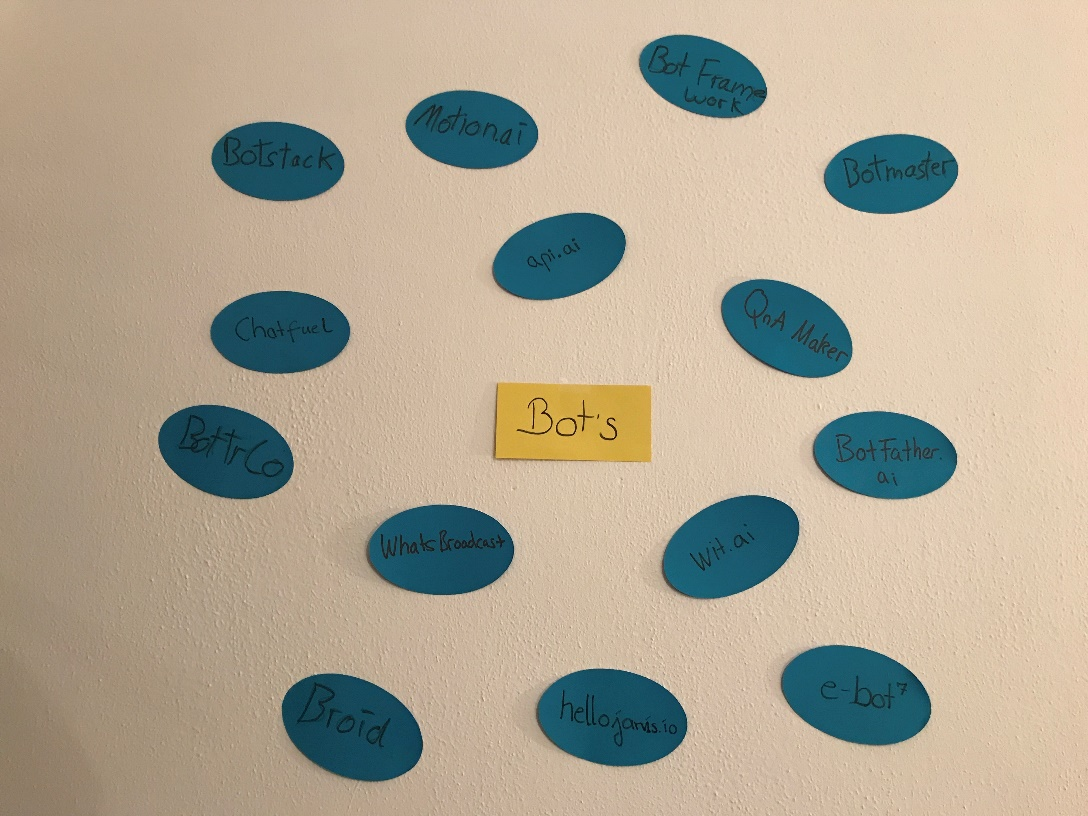 Bot Frame
work
Motion.ai
Botstack
Botmaster
api.ai
Chatfuel
QnA Maker
Bot's
BotTrCo
BotFather.
ai
WhatsBroadcast
Wit.ai
Broid
hellojarvis.io
e-bot7